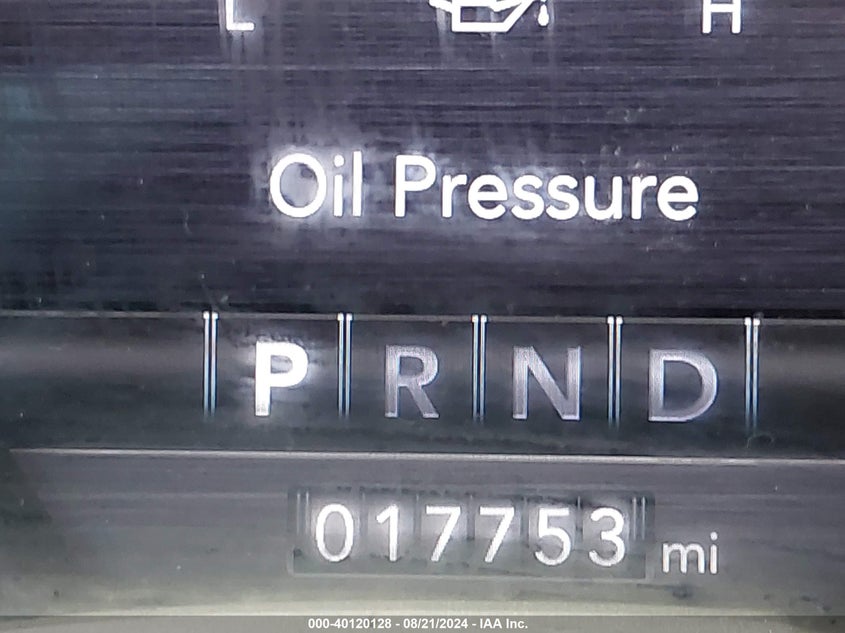 L H
Oil Pressure
P R N D
017753 mi
000-40120128 - 08/21/2024 - IAA Inc.